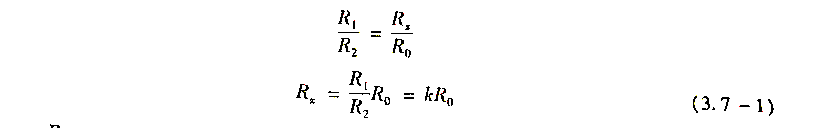 R₁/R₂ = Rₓ/R₀
Rₓ = R₁/R₂ R₀ = kR₀ (3.7-1)